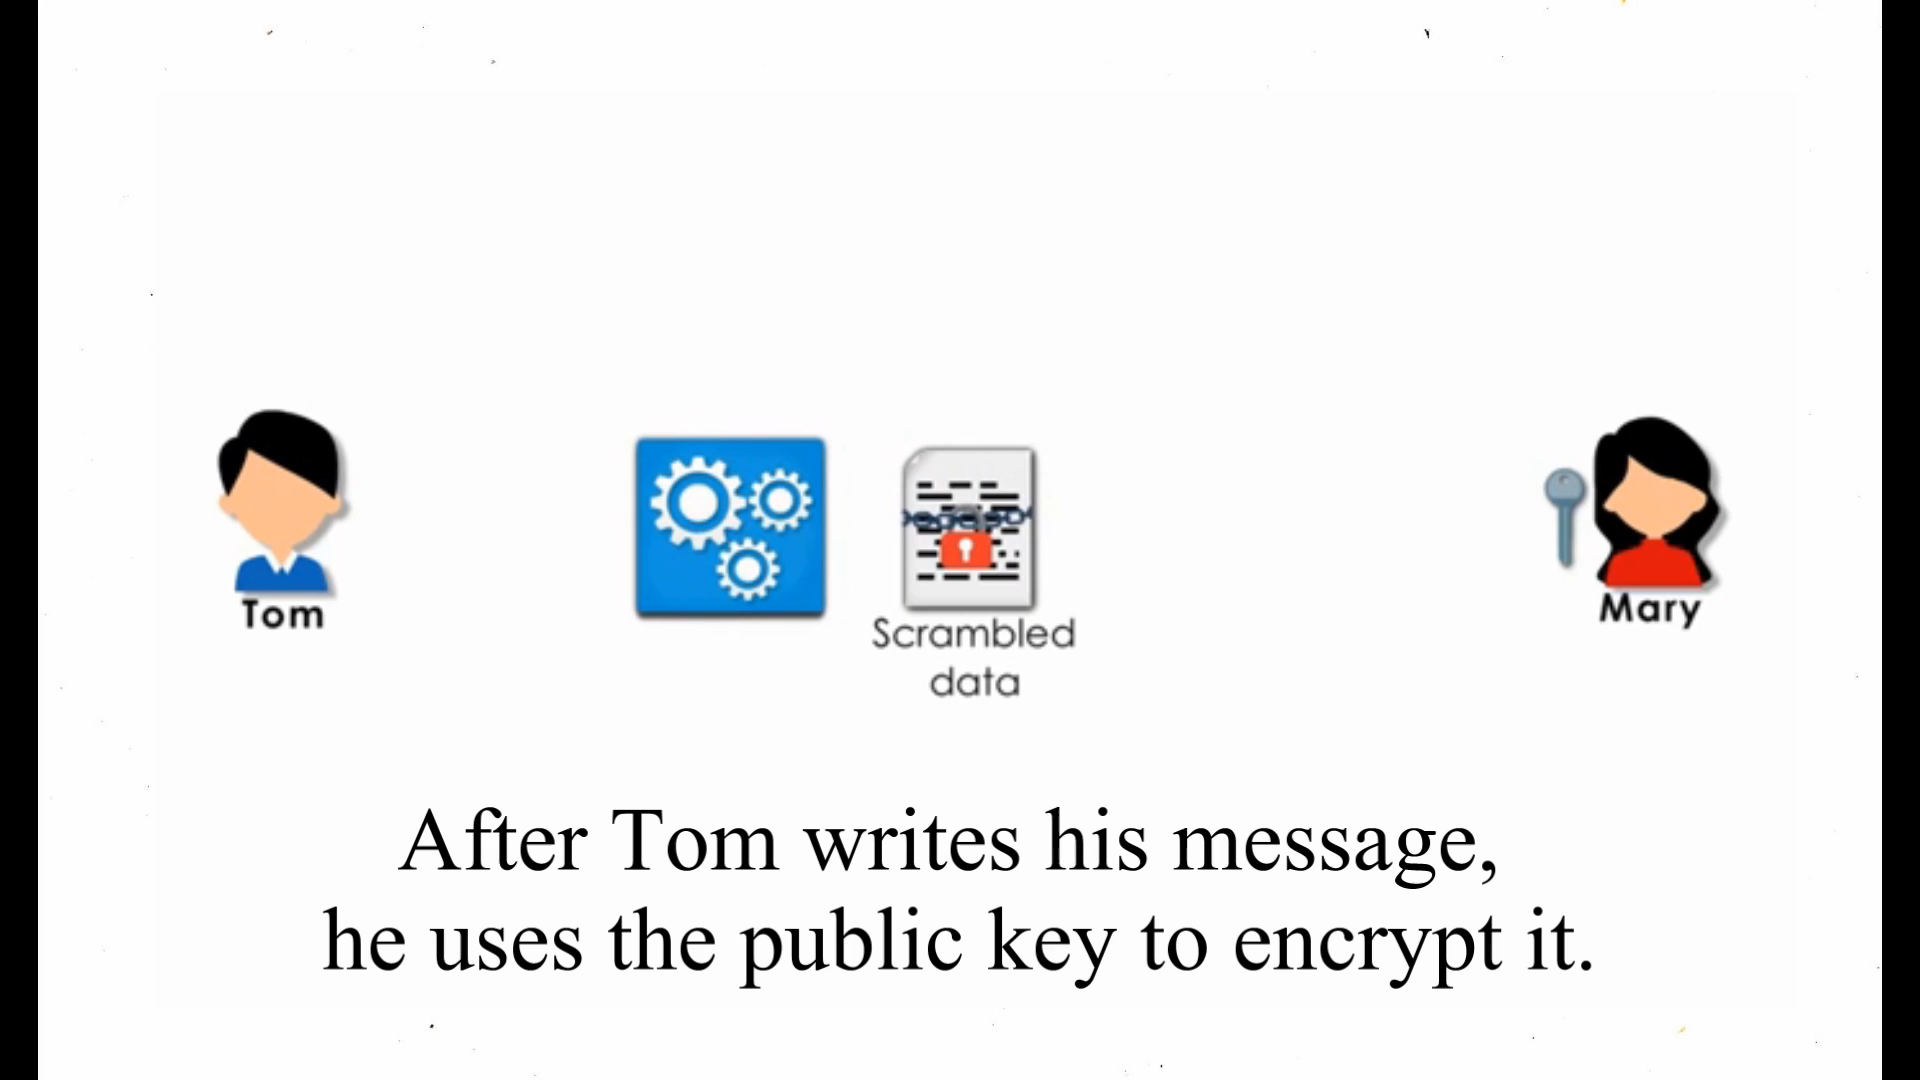 Tom
Scrambled
data
Mary
After Tom writes his message,
he uses the public key to encrypt it.